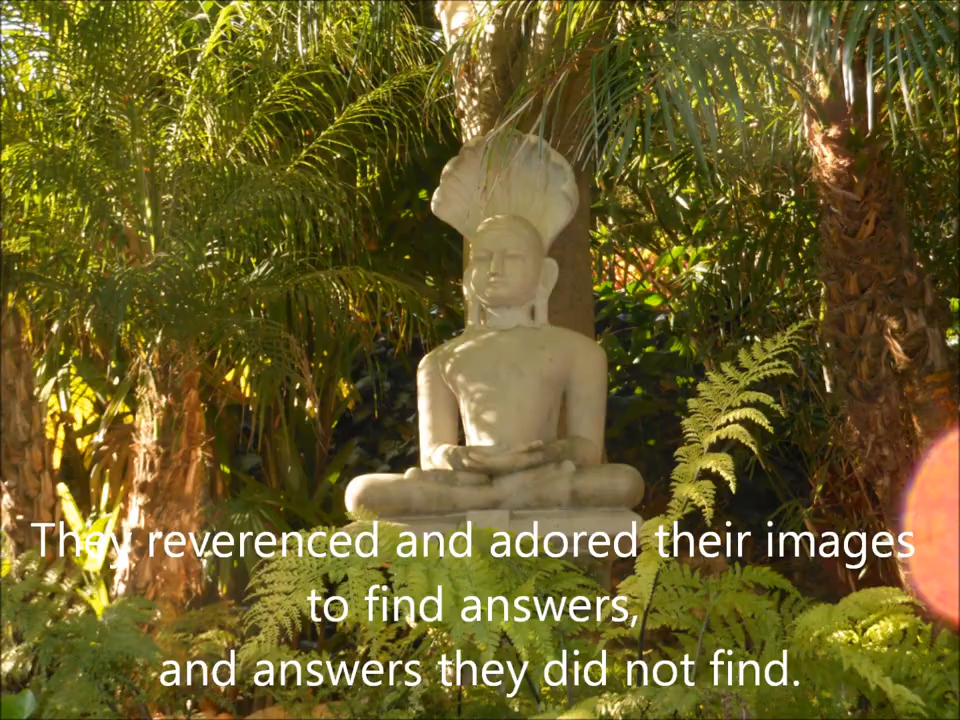 They reverenced and adored their images
to find answers,
and answers they did not find.